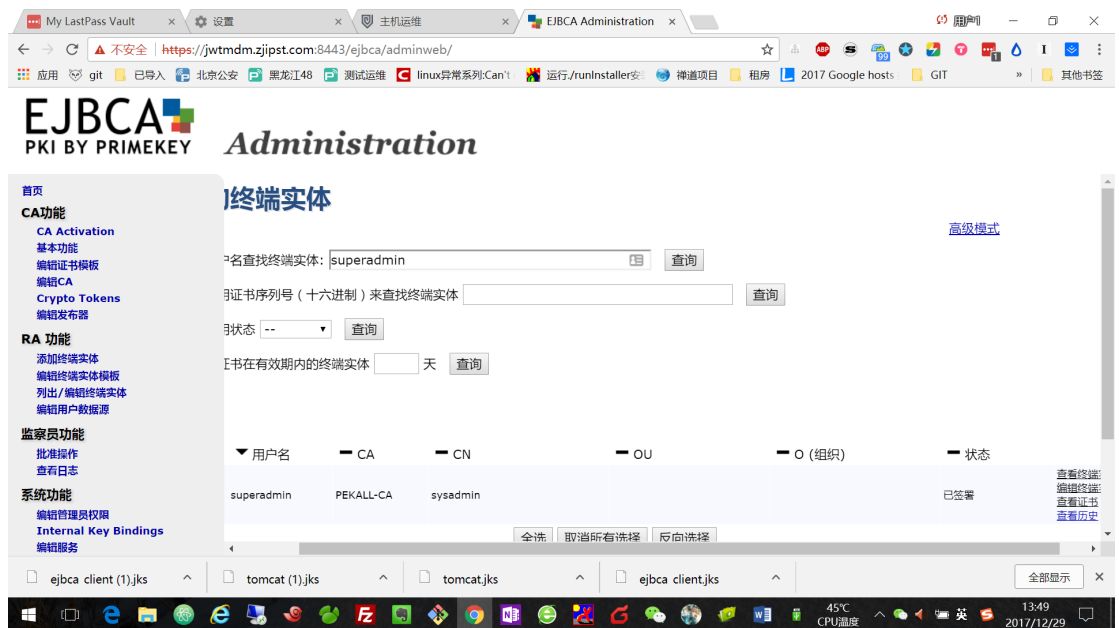 My LastPass Vault
设置
主机运维
EJBCA Administration
用户1
不安全 https://jwtmdm.zjipst.com:8443/ejbca/adminweb/
ABP
S
99
1
应用 git 已导入 北京公安 黑龙江48 测试运维 linux异常系列:Can't 运行./runInstaller安 禅道项目 租房 2017 Google hosts GIT » 其他书签
EJBCA
PKI BY PRIMEKEY
Administration
首页
CA功能
CA Activation
基本功能
编辑证书模板
编辑CA
Crypto Tokens
编辑发布器
RA 功能
添加终端实体
编辑终端实体模板
列出/编辑终端实体
编辑用户数据源
监察员功能
批准操作
查看日志
系统功能
编辑管理员权限
Internal Key Bindings
编辑服务
终端实体
高级模式
户名查找终端实体: superadmin 查询
用证书序列号 ( 十六进制 ) 来查找终端实体 查询
用状态 -- 查询
证书在有效期内的终端实体 天 查询
用户名 CA CN OU O (组织) 状态
superadmin PEKALL-CA sysadmin 已签署
查看终端
编辑终端
查看证书
查看历史
全选 取消所有选择 反向选择
ejbca client (1).jks
tomcat (1).jks
tomcat.jks
ejbca client.jks
全部显示
45℃
CPU温度
英
13:49
2017/12/29